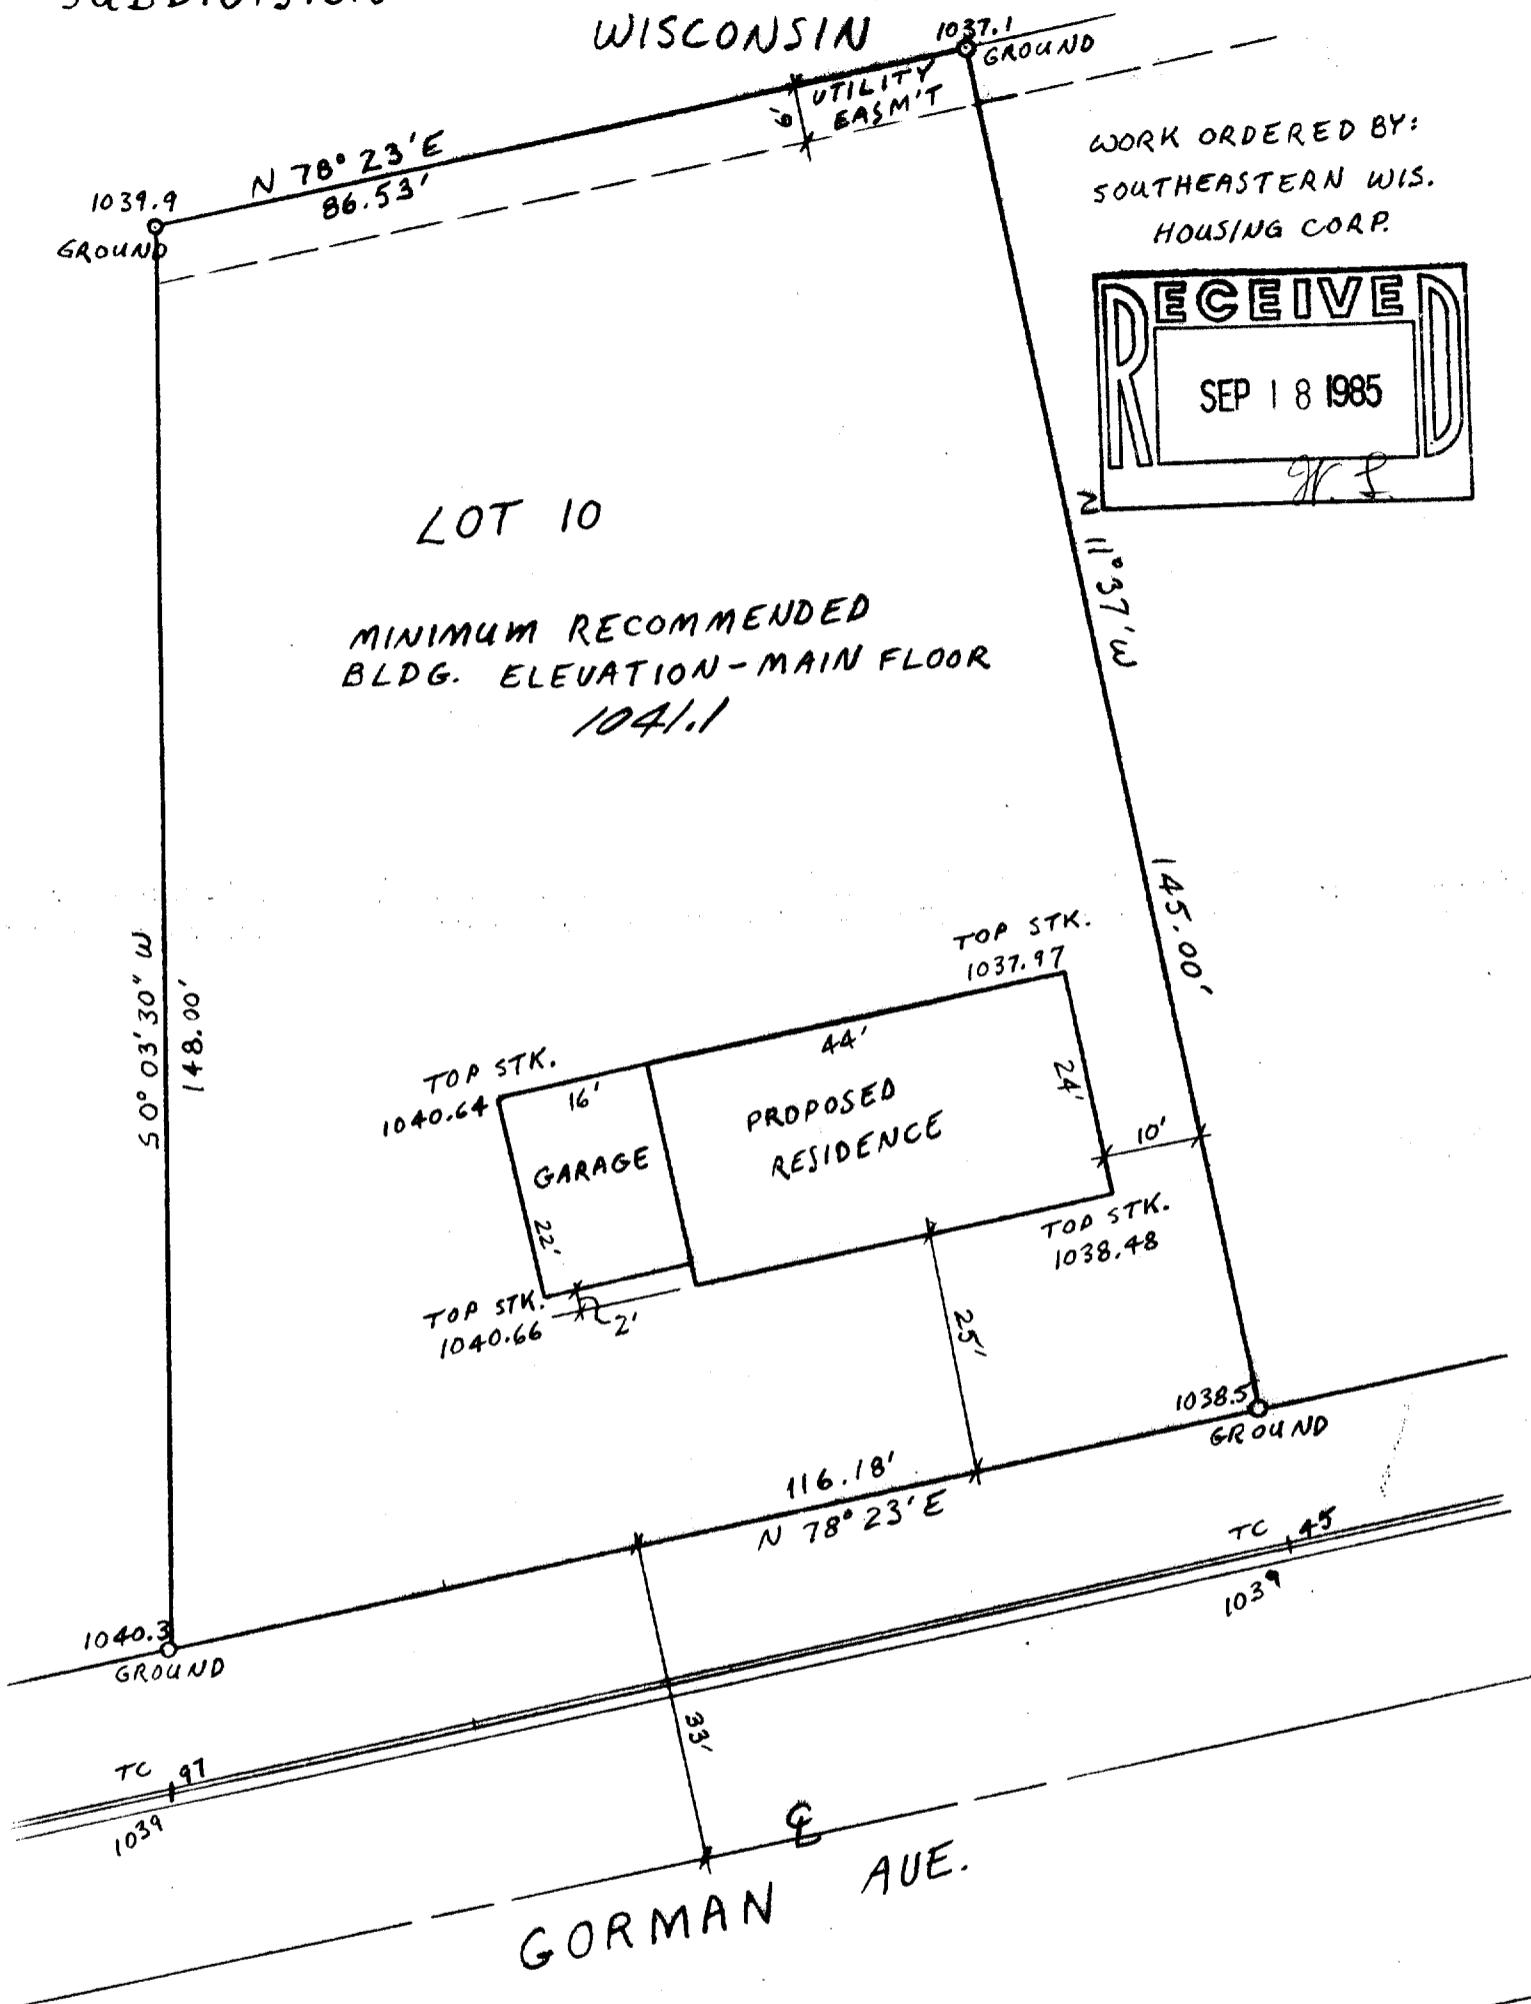 SUBDIVISION
WISCONSIN
1037.1
GROUND
UTILITY
EASM'T
6'
N 78° 23' E
86.53'
1039.9
GROUND
WORK ORDERED BY:
SOUTHEASTERN WIS.
HOUSING CORP.
RECEIVED
SEP 18 1985
LOT 10
N 11° 37' W
145.00'
MINIMUM RECOMMENDED
BLDG. ELEVATION - MAIN FLOOR
1041.1
S 0° 03' 30" W
148.00'
TOP STK.
1037.97
44'
TOP STK.
1040.64
16'
24'
PROPOSED
RESIDENCE
10'
GARAGE
22'
TOP STK.
1038.48
TOP STK.
1040.66
2'
25'
1038.5
GROUND
116.18'
N 78° 23' E
TC 45
1039
1040.3
GROUND
33'
TC 97
1039
CL
GORMAN AVE.